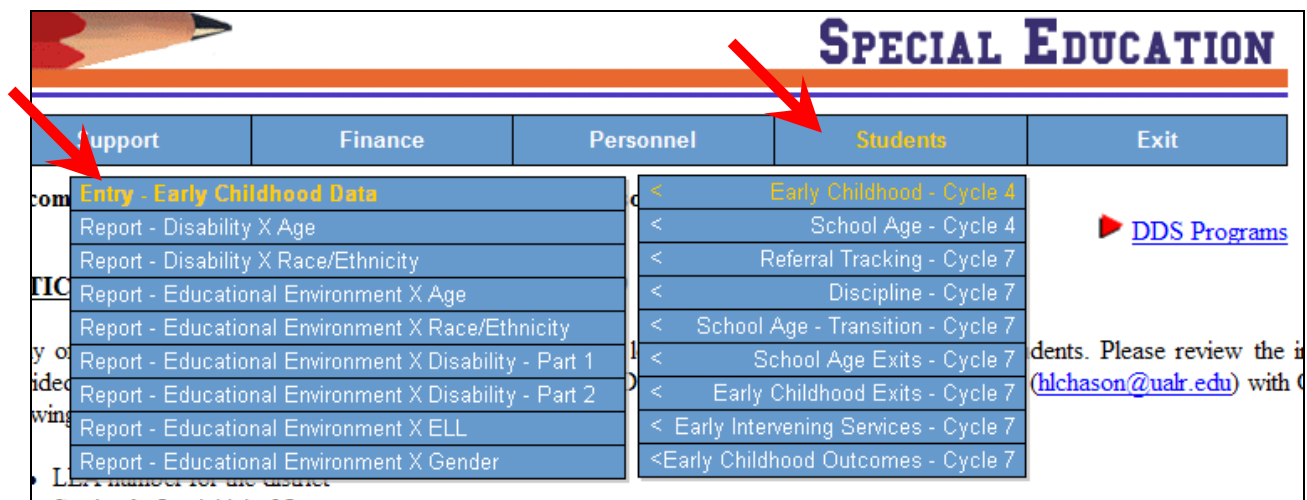 SPECIAL EDUCATION
Support Finance Personnel Students Exit
Entry - Early Childhood Data
Report - Disability X Age
Report - Disability X Race/Ethnicity
Report - Educational Environment X Age
Report - Educational Environment X Race/Ethnicity
Report - Educational Environment X Disability - Part 1
Report - Educational Environment X Disability - Part 2
Report - Educational Environment X ELL
Report - Educational Environment X Gender
< Early Childhood - Cycle 4
< School Age - Cycle 4
< Referral Tracking - Cycle 7
< Discipline - Cycle 7
< School Age - Transition - Cycle 7
< School Age Exits - Cycle 7
< Early Childhood Exits - Cycle 7
< Early Intervening Services - Cycle 7
<Early Childhood Outcomes - Cycle 7
DDS Programs
dents. Please review the
(hlchason@ualr.edu) with